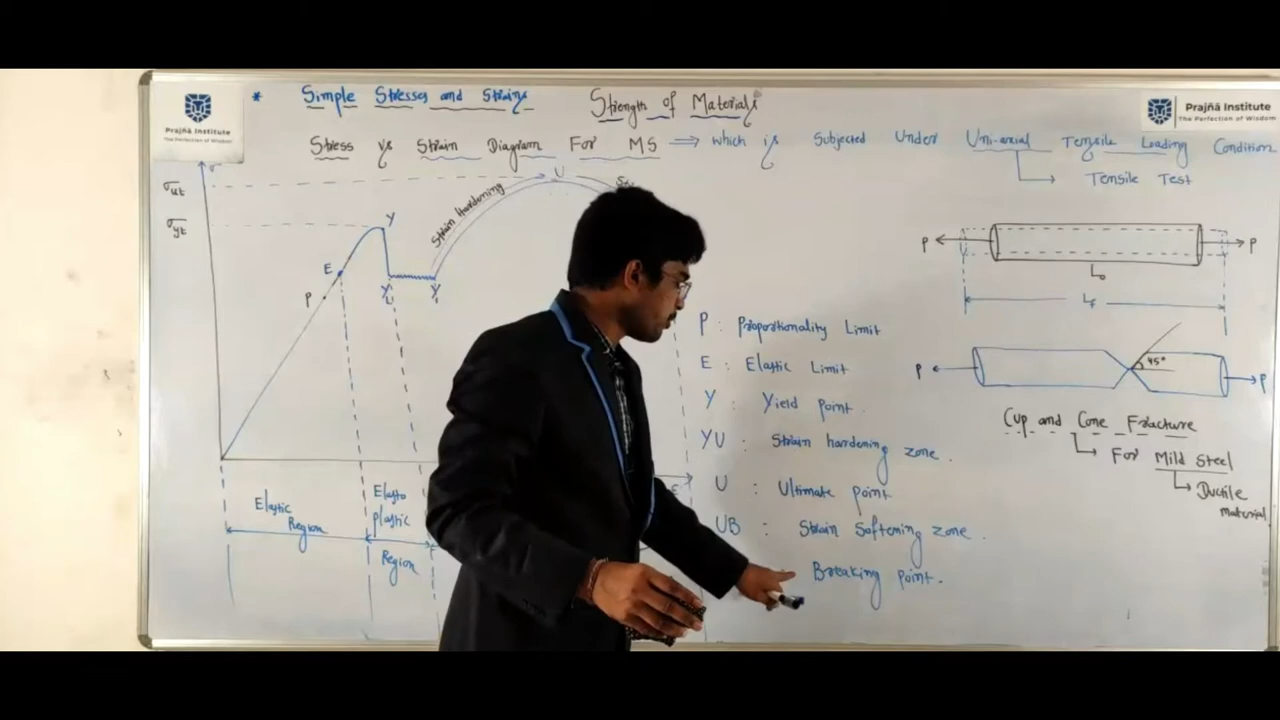 * Simple Stresses and Strains
Strength of Materials
Prajñā Institute
The Perfection of Wisdom
Prajñā Institute
The Perfection of Wisdom
Stress Vs Strain Diagram For MS ⇒ which is Subjected Under Uni-axial Tensile Loading Condition
Tensile Test
σ
σut
σyt
U
Strain Hardening
Y
E
P
YL
Y1
P
P
L0
Lf
P
P
45°
Cup and Cone Fracture
For Mild Steel
Ductile
material
P : Proportionality Limit
E : Elastic Limit
Y : Yield point
YU : Strain hardening zone.
U : Ultimate point
UB : Strain Softening zone.
Breaking point.
ε
Elastic
Region
Elasto
plastic
Region